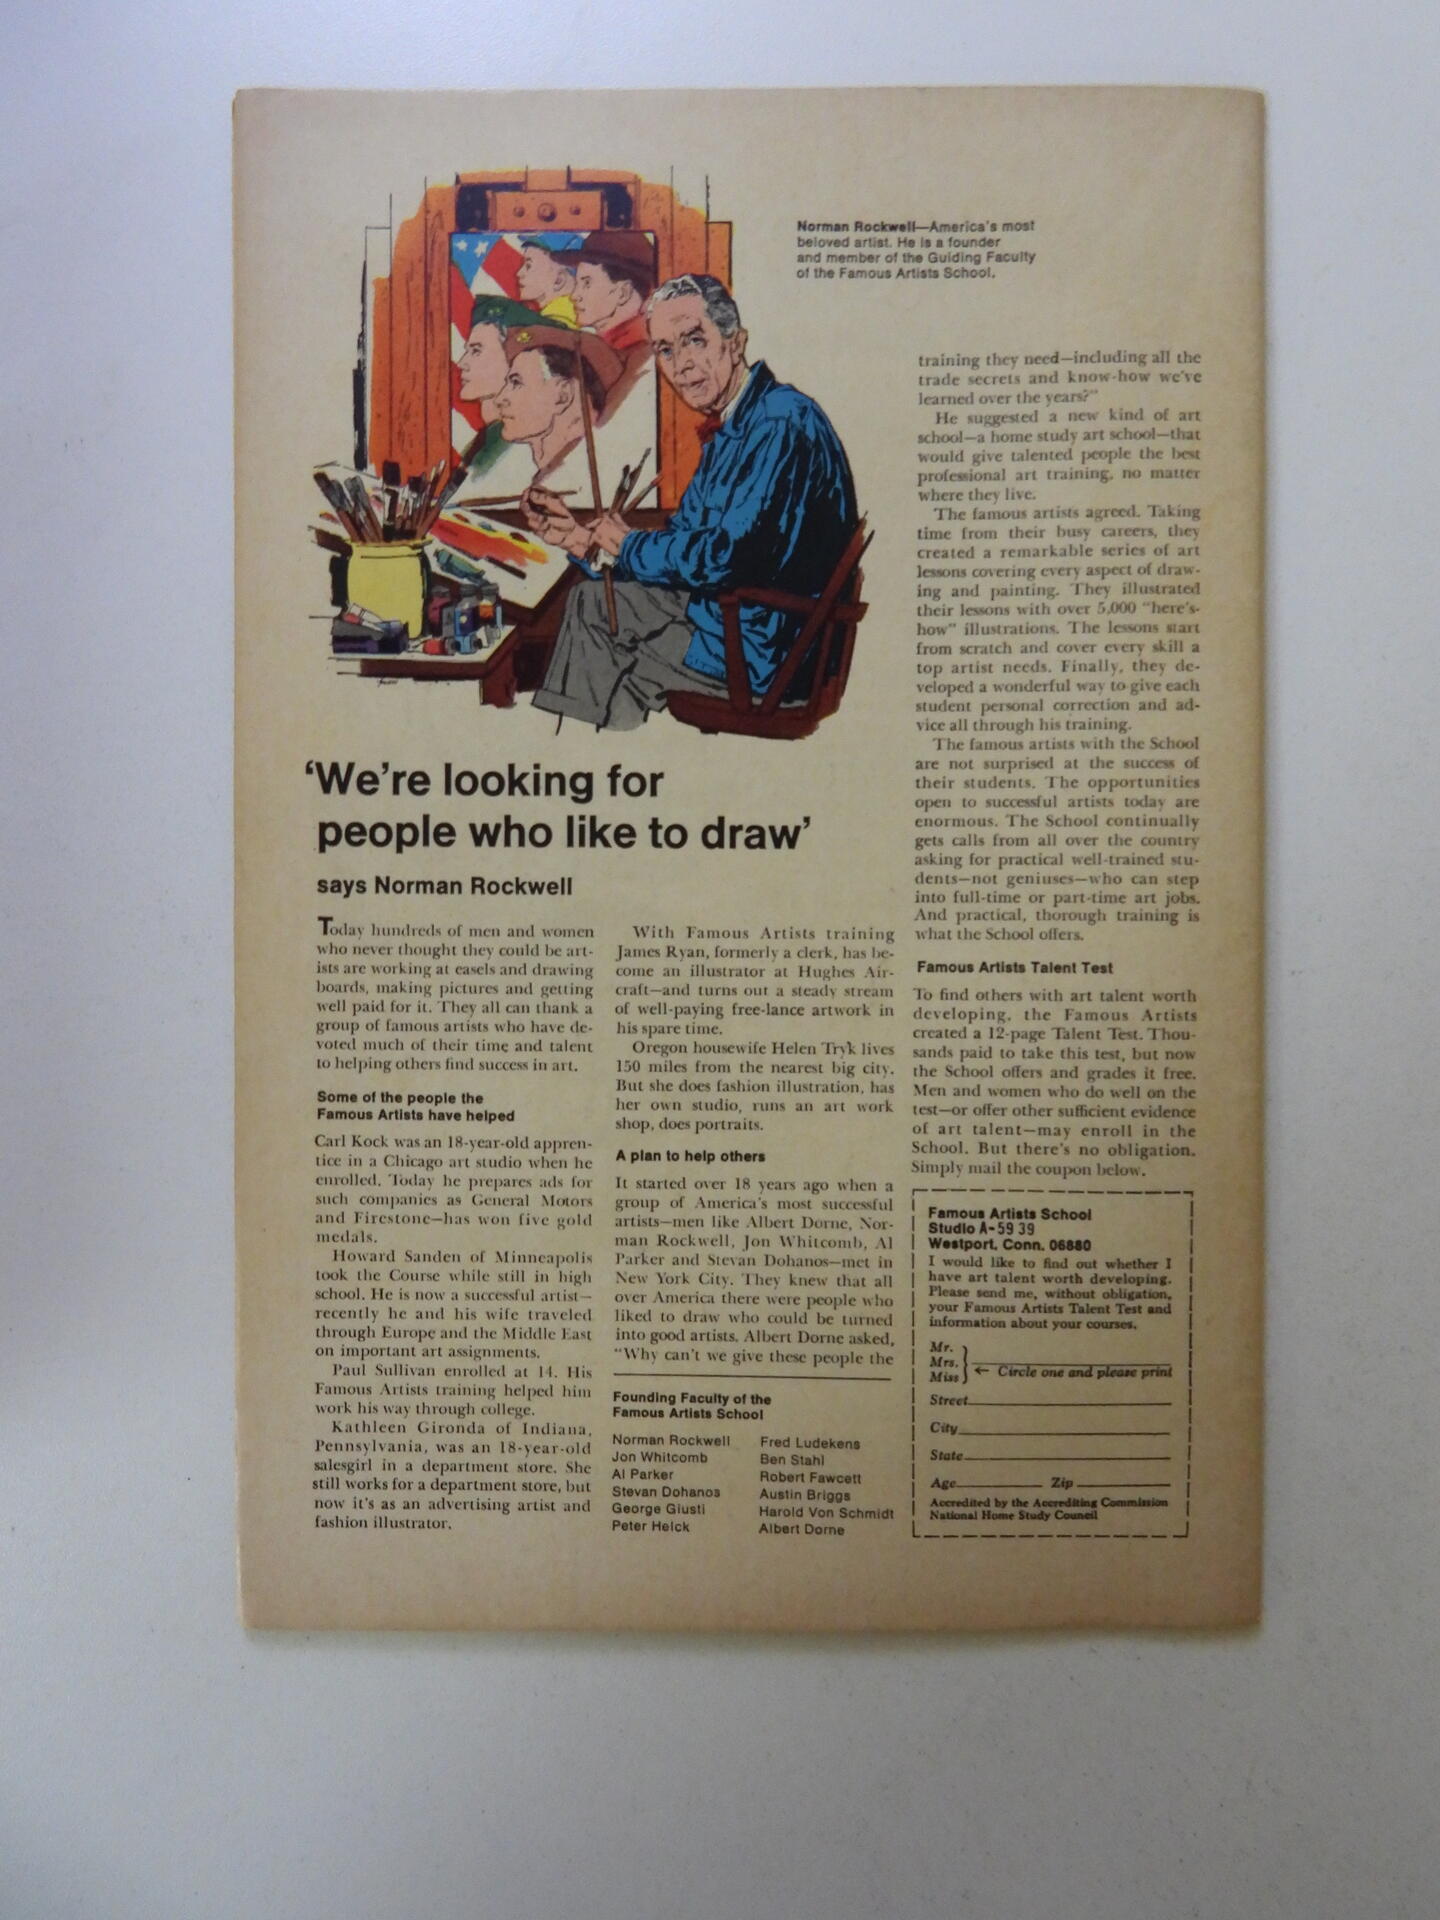 Norman Rockwell—America's most
beloved artist. He is a founder
and member of the Guiding Faculty
of the Famous Artists School.
'We're looking for
people who like to draw'
says Norman Rockwell
Today hundreds of men and women
who never thought they could be art-
ists are working at easels and drawing
boards, making pictures and getting
well paid for it. They all can thank a
group of famous artists who have de-
voted much of their time and talent
to helping others find success in art.
Some of the people the
Famous Artists have helped
Carl Kock was an 18-year-old appren-
tice in a Chicago art studio when he
enrolled. Today he prepares ads for
such companies as General Motors
and Firestone—has won five gold
medals.
Howard Sanden of Minneapolis
took the Course while still in high
school. He is now a successful artist—
recently he and his wife traveled
through Europe and the Middle East
on important art assignments.
Paul Sullivan enrolled at 14. His
Famous Artists training helped him
work his way through college.
Kathleen Gironda of Indiana,
Pennsylvania, was an 18-year-old
salesgirl in a department store. She
still works for a department store, but
now it's as an advertising artist and
fashion illustrator.
With Famous Artists training
James Ryan, formerly a clerk, has be-
come an illustrator at Hughes Air-
craft—and turns out a steady stream
of well-paying free-lance artwork in
his spare time.
Oregon housewife Helen Tryk lives
150 miles from the nearest big city.
But she does fashion illustration, has
her own studio, runs an art work
shop, does portraits.
A plan to help others
It started over 18 years ago when a
group of America's most successful
artists—men like Albert Dorne, Nor-
man Rockwell, Jon Whitcomb, Al
Parker and Stevan Dohanos—met in
New York City. They knew that all
over America there were people who
liked to draw who could be turned
into good artists. Albert Dorne asked,
"Why can't we give these people the
Founding Faculty of the
Famous Artists School
Norman Rockwell
Jon Whitcomb
Al Parker
Stevan Dohanos
George Giusti
Peter Helck
Fred Ludekens
Ben Stahl
Robert Fawcett
Austin Briggs
Harold Von Schmidt
Albert Dorne
training they need—including all the
trade secrets and know-how we've
learned over the years?"
He suggested a new kind of art
school—a home study art school—that
would give talented people the best
professional art training, no matter
where they live.
The famous artists agreed. Taking
time from their busy careers, they
created a remarkable series of art
lessons covering every aspect of draw-
ing and painting. They illustrated
their lessons with over 5,000 "here's-
how" illustrations. The lessons start
from scratch and cover every skill a
top artist needs. Finally, they de-
veloped a wonderful way to give each
student personal correction and ad-
vice all through his training.
The famous artists with the School
are not surprised at the success of
their students. The opportunities
open to successful artists today are
enormous. The School continually
gets calls from all over the country
asking for practical well-trained stu-
dents—not geniuses—who can step
into full-time or part-time art jobs.
And practical, thorough training is
what the School offers.
Famous Artists Talent Test
To find others with art talent worth
developing, the Famous Artists
created a 12-page Talent Test. Thou-
sands paid to take this test, but now
the School offers and grades it free.
Men and women who do well on the
test—or offer other sufficient evidence
of art talent—may enroll in the
School. But there's no obligation.
Simply mail the coupon below.
Famous Artists School
Studio A-5939
Westport, Conn. 06880
I would like to find out whether I
have art talent worth developing.
Please send me, without obligation,
your Famous Artists Talent Test and
information about your courses.
Mr.
Mrs.
Miss
← Circle one and please print
Street
City
State
Age Zip
Accredited by the Accrediting Commission
National Home Study Council